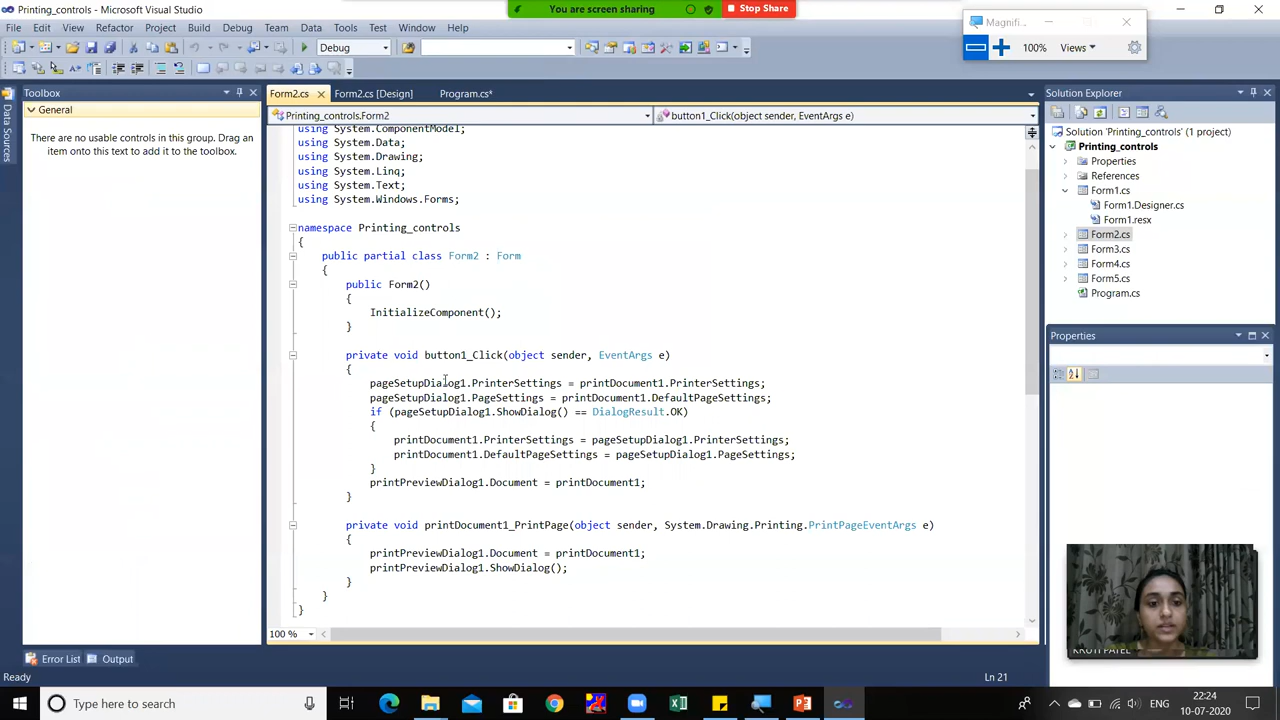 Printing_controls - Microsoft Visual Studio
You are screen sharing
Stop Share
Magnifi...
File Edit View Refactor Project Build Debug Team Data Tools Test Window Help
Debug
100% Views
Toolbox
General
There are no usable controls in this group. Drag an
item onto this text to add it to the toolbox.
Data Sources
Form2.cs Form2.cs [Design] Program.cs*
Printing_controls.Form2 button1_Click(object sender, EventArgs e)
using System.ComponentModel;
using System.Data;
using System.Drawing;
using System.Linq;
using System.Text;
using System.Windows.Forms;
namespace Printing_controls
{
public partial class Form2 : Form
{
public Form2()
{
InitializeComponent();
}
private void button1_Click(object sender, EventArgs e)
{
pageSetupDialog1.PrinterSettings = printDocument1.PrinterSettings;
pageSetupDialog1.PageSettings = printDocument1.DefaultPageSettings;
if (pageSetupDialog1.ShowDialog() == DialogResult.OK)
{
printDocument1.PrinterSettings = pageSetupDialog1.PrinterSettings;
printDocument1.DefaultPageSettings = pageSetupDialog1.PageSettings;
}
printPreviewDialog1.Document = printDocument1;
}
private void printDocument1_PrintPage(object sender, System.Drawing.Printing.PrintPageEventArgs e)
{
printPreviewDialog1.Document = printDocument1;
printPreviewDialog1.ShowDialog();
}
}
}
100 %
Solution Explorer
Solution 'Printing_controls' (1 project)
Printing_controls
Properties
References
Form1.cs
Form1.Designer.cs
Form1.resx
Form2.cs
Form3.cs
Form4.cs
Form5.cs
Program.cs
Properties
KRUTI PATEL
Error List Output
Ready Ln 21
Type here to search
ENG
22:24
10-07-2020